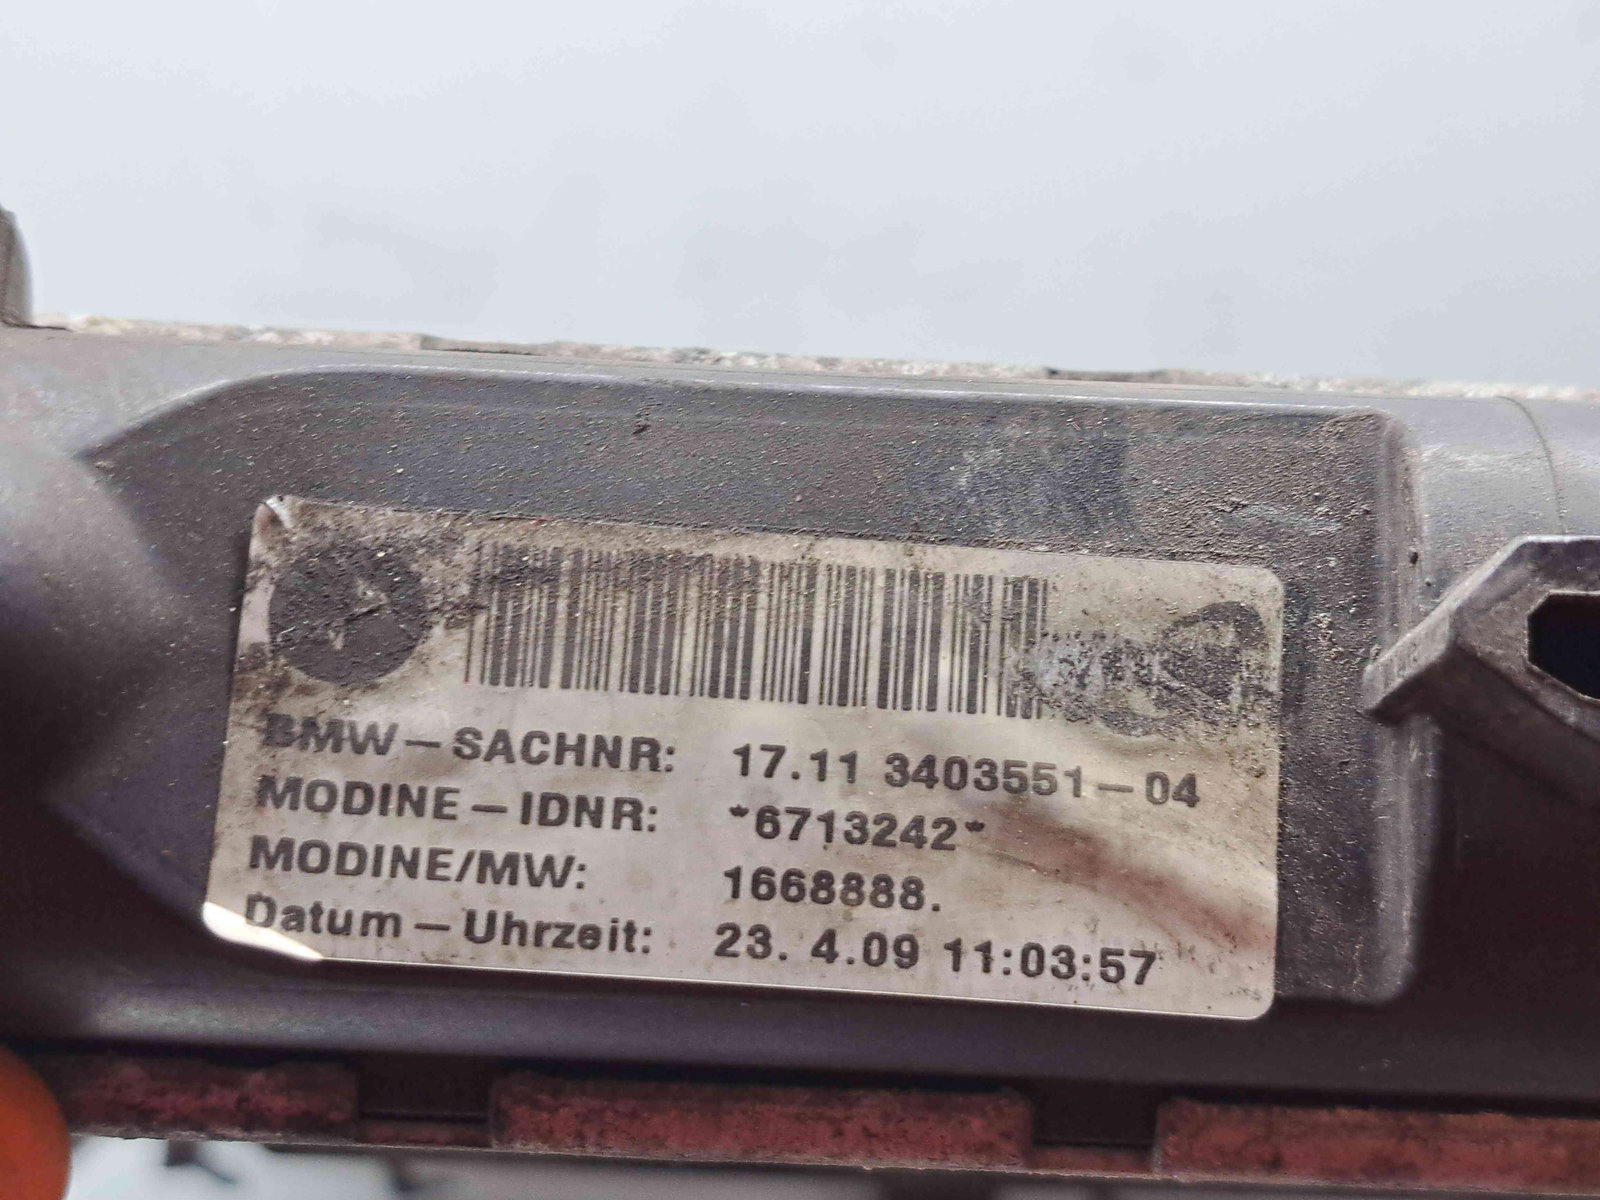 BMW-SACHNR: 17.11 3403551-04
MODINE-IDNR: *6713242*
MODINE/MW: 1668888.
Datum-Uhrzeit: 23. 4.09 11:03:57